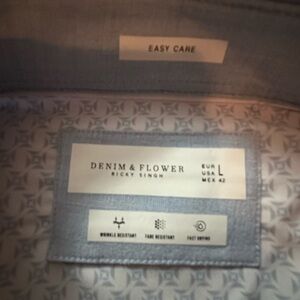 EASY CARE
DENIM & FLOWER
RICKY SINGH
EUR
USA L
MEX 42
WRINKLE RESISTANT FADE RESISTANT FAST DRYING